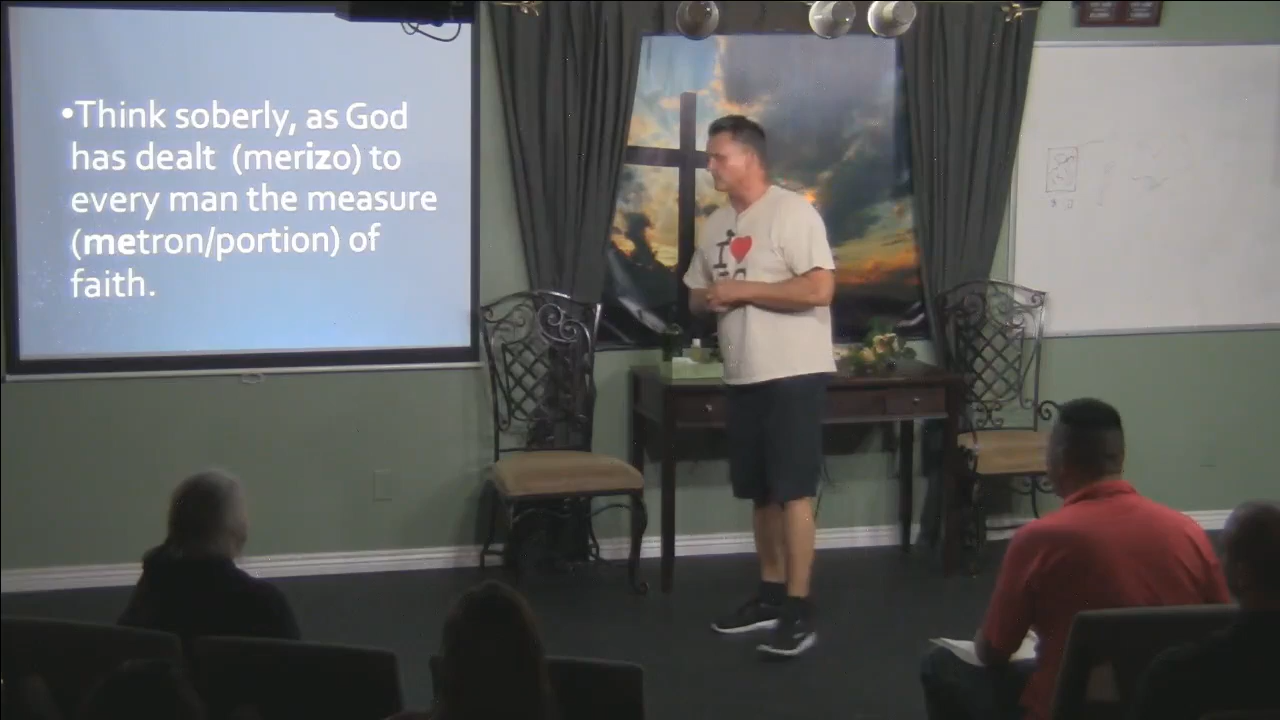 •Think soberly, as God
has dealt (merizo) to
every man the measure
(metron/portion) of
faith.
I ❤